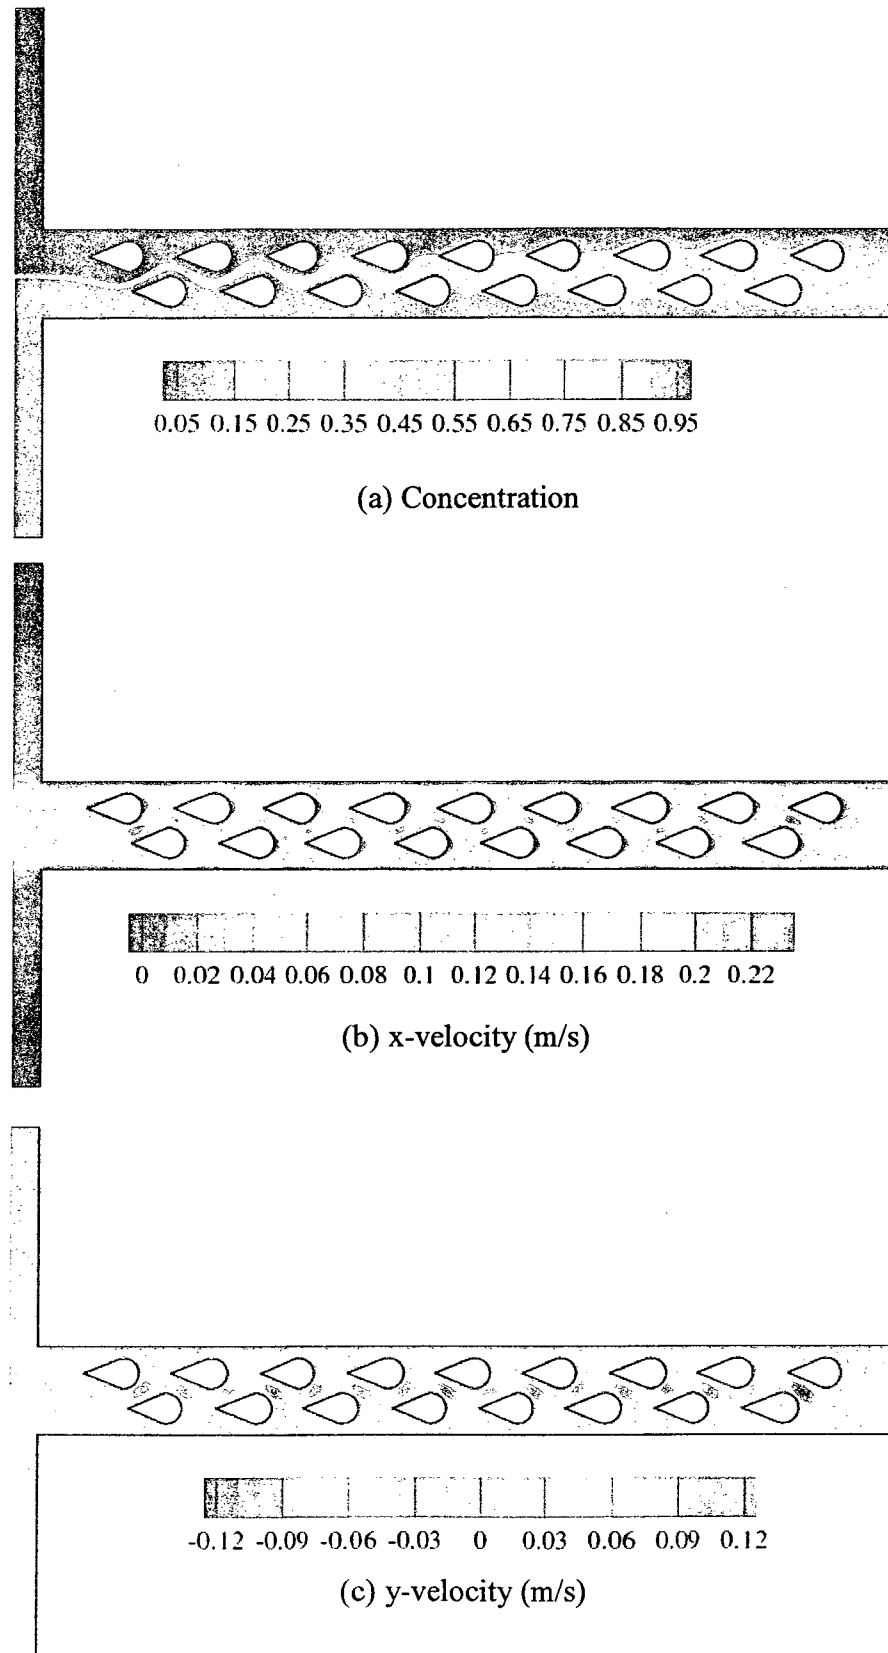 0.05 0.15 0.25 0.35 0.45 0.55 0.65 0.75 0.85 0.95
(a) Concentration
0 0.02 0.04 0.06 0.08 0.1 0.12 0.14 0.16 0.18 0.2 0.22
(b) x-velocity (m/s)
-0.12 -0.09 -0.06 -0.03 0 0.03 0.06 0.09 0.12
(c) y-velocity (m/s)